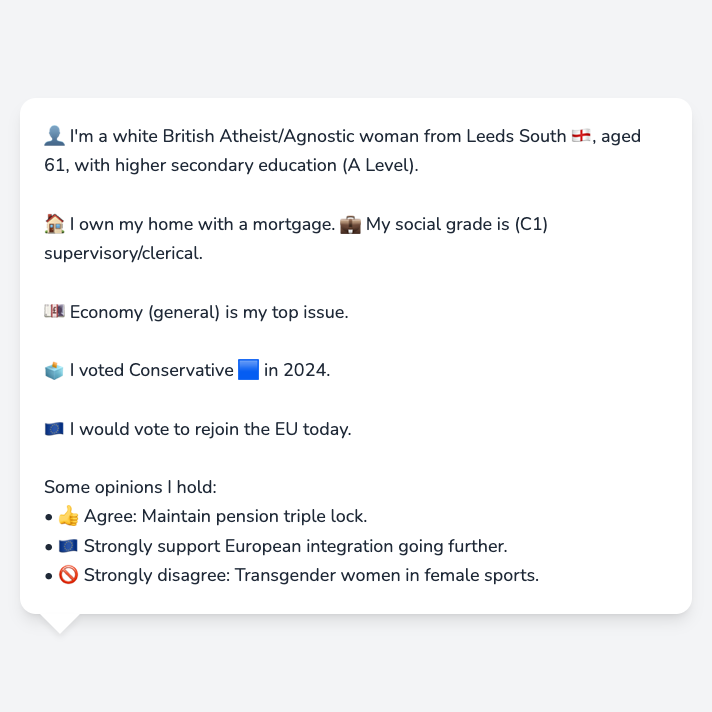 👤 I'm a white British Atheist/Agnostic woman from Leeds South 🏴󠁧󠁢󠁥󠁮󠁧󠁿, aged
61, with higher secondary education (A Level).
🏠 I own my home with a mortgage. 💼 My social grade is (C1)
supervisory/clerical.
💷 Economy (general) is my top issue.
🗳️ I voted Conservative 🟦 in 2024.
🇪🇺 I would vote to rejoin the EU today.
Some opinions I hold:
• 👍 Agree: Maintain pension triple lock.
• 🇪🇺 Strongly support European integration going further.
• 🚫 Strongly disagree: Transgender women in female sports.